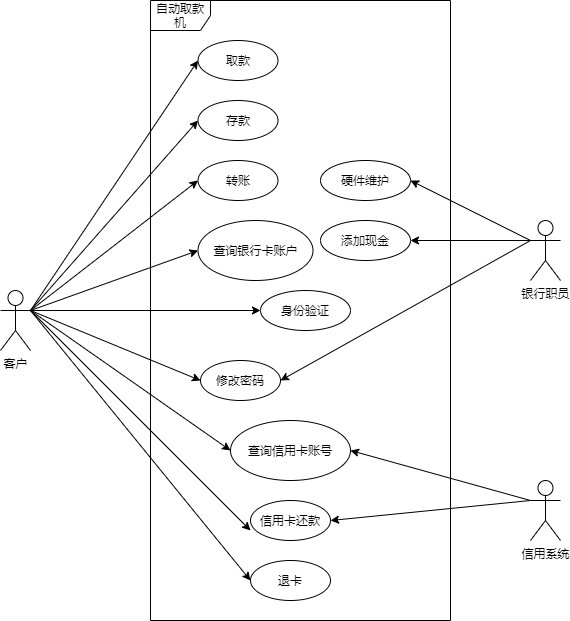 自动取款
机
取款
存款
转账
硬件维护
查询银行卡账户
添加现金
银行职员
身份验证
客户
修改密码
查询信用卡账号
信用卡还款
信用系统
退卡